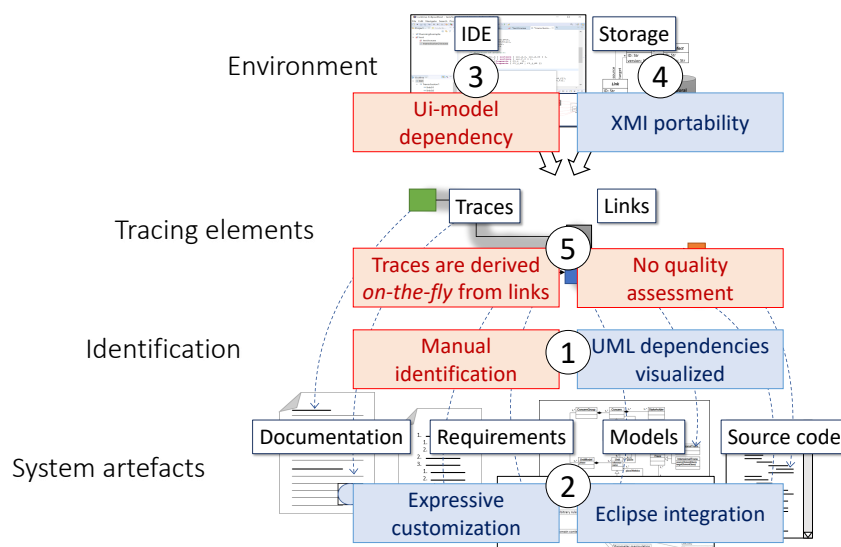 IDE
Storage
Environment
3
4
Ui-model
dependency
XMI portability
Traces
Links
Tracing elements
5
Traces are derived
on-the-fly from links
No quality
assessment
Identification
Manual
identification
1
UML dependencies
visualized
Documentation
Requirements
Models
Source code
System artefacts
2
Expressive
customization
Eclipse integration